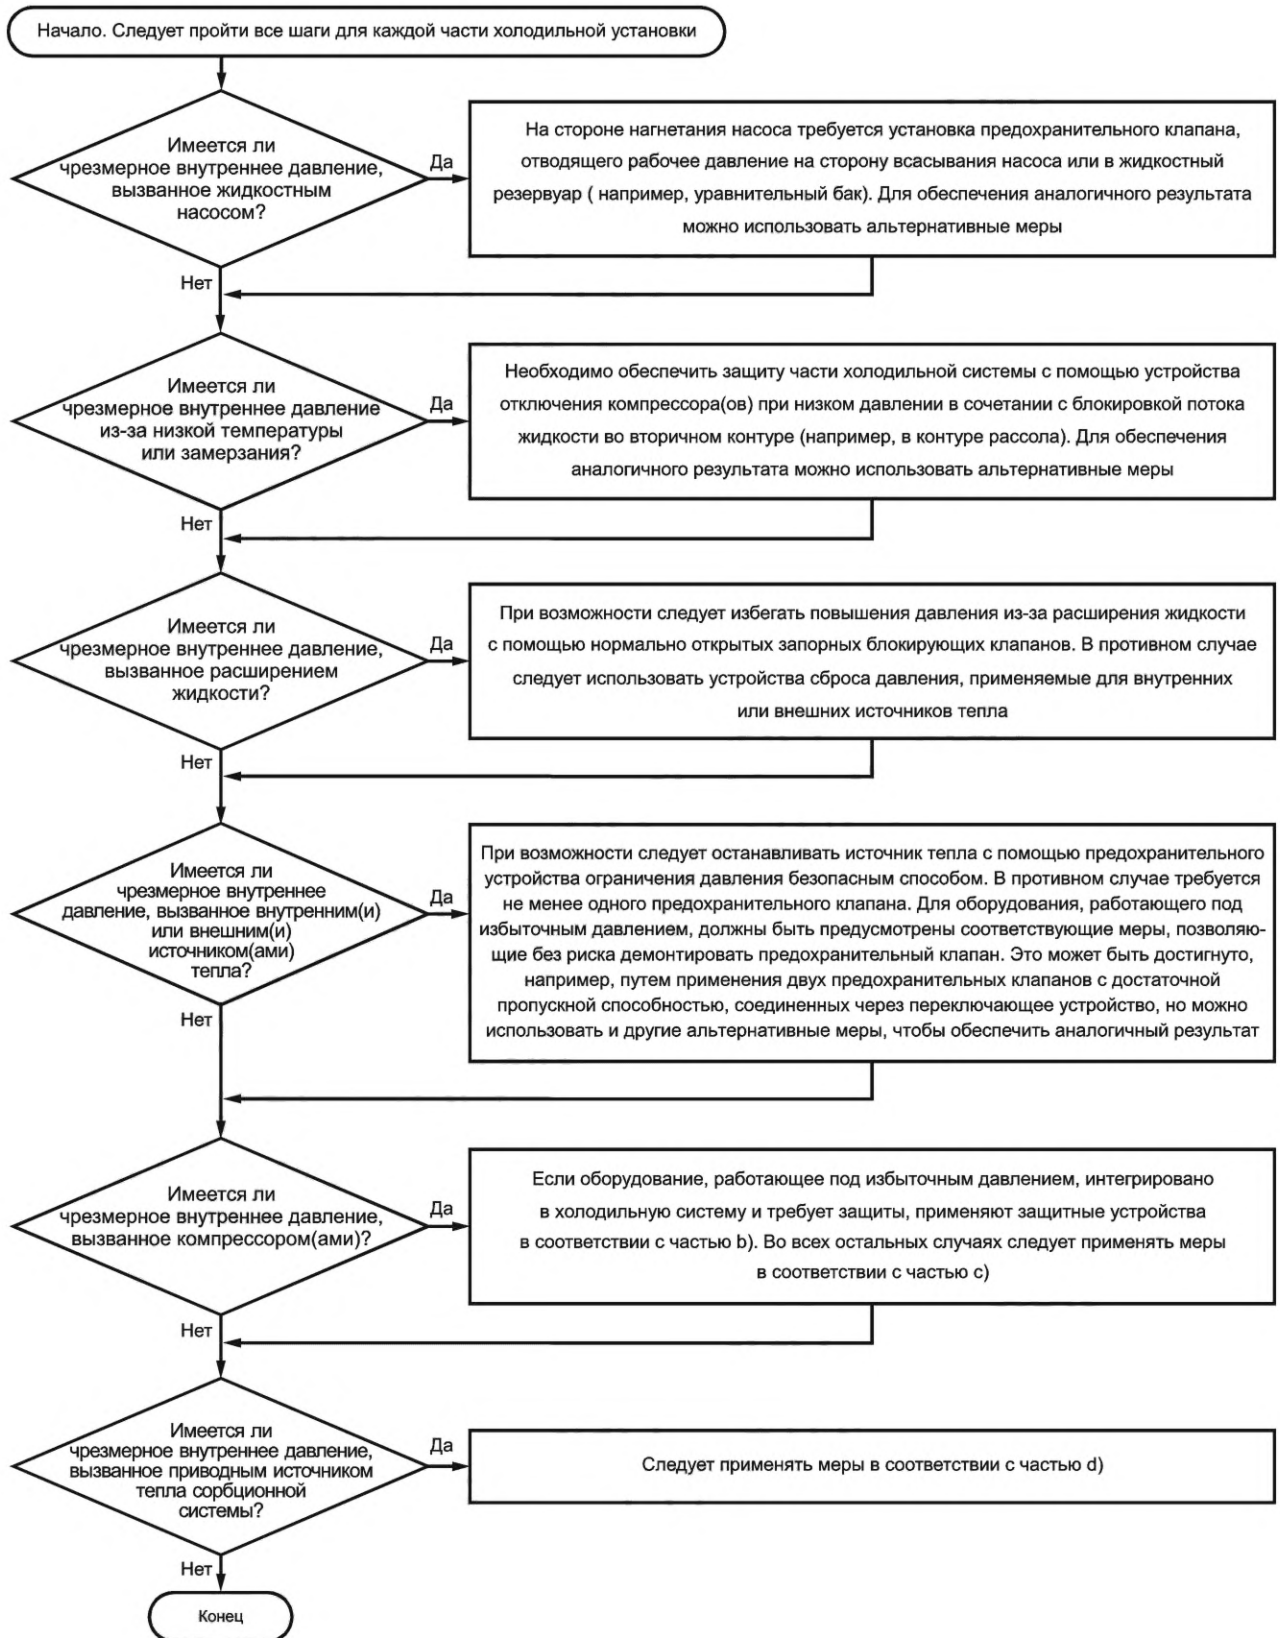 Начало. Следует пройти все шаги для каждой части холодильной установки
Имеется ли
чрезмерное внутреннее давление,
вызванное жидкостным
насосом?
Да
На стороне нагнетания насоса требуется установка предохранительного клапана,
отводящего рабочее давление на сторону всасывания насоса или в жидкостный
резервуар ( например, уравнительный бак). Для обеспечения аналогичного результата
можно использовать альтернативные меры
Нет
Имеется ли
чрезмерное внутреннее давление
из-за низкой температуры
или замерзания?
Да
Необходимо обеспечить защиту части холодильной системы с помощью устройства
отключения компрессора(ов) при низком давлении в сочетании с блокировкой потока
жидкости во вторичном контуре (например, в контуре рассола). Для обеспечения
аналогичного результата можно использовать альтернативные меры
Нет
Имеется ли
чрезмерное внутреннее давление,
вызванное расширением
жидкости?
Да
При возможности следует избегать повышения давления из-за расширения жидкости
с помощью нормально открытых запорных блокирующих клапанов. В противном случае
следует использовать устройства сброса давления, применяемые для внутренних
или внешних источников тепла
Нет
Имеется ли
чрезмерное внутреннее
давление, вызванное внутренним(и)
или внешним(и)
источником(ами)
тепла?
Да
При возможности следует останавливать источник тепла с помощью предохранительного
устройства ограничения давления безопасным способом. В противном случае требуется
не менее одного предохранительного клапана. Для оборудования, работающего под
избыточным давлением, должны быть предусмотрены соответствующие меры, позволяю-
щие без риска демонтировать предохранительный клапан. Это может быть достигнуто,
например, путем применения двух предохранительных клапанов с достаточной
пропускной способностью, соединенных через переключающее устройство, но можно
использовать и другие альтернативные меры, чтобы обеспечить аналогичный результат
Нет
Имеется ли
чрезмерное внутреннее давление,
вызванное компрессором(ами)?
Да
Если оборудование, работающее под избыточным давлением, интегрировано
в холодильную систему и требует защиты, применяют защитные устройства
в соответствии с частью b). Во всех остальных случаях следует применять меры
в соответствии с частью c)
Нет
Имеется ли
чрезмерное внутреннее давление,
вызванное приводным источником
тепла сорбционной
системы?
Да
Следует применять меры в соответствии с частью d)
Нет
Конец